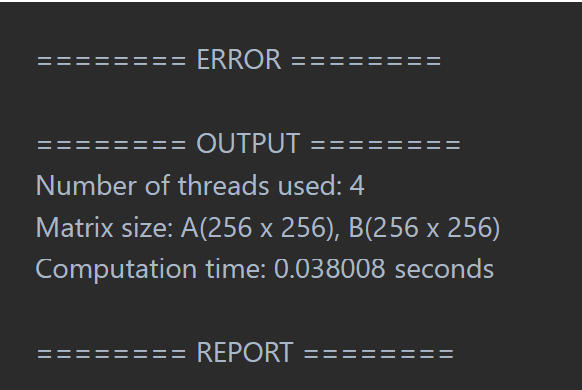 ======== ERROR ========
======== OUTPUT ========
Number of threads used: 4
Matrix size: A(256 x 256), B(256 x 256)
Computation time: 0.038008 seconds
======== REPORT ========